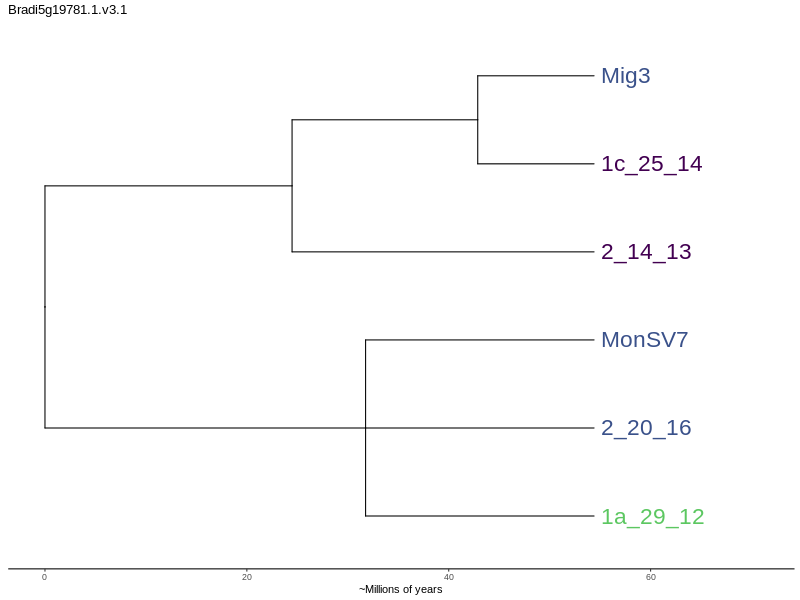 Bradi5g19781.1.v3.1
Mig3
1c_25_14
2_14_13
MonSV7
2_20_16
1a_29_12
0 20 40 60
~Millions of years